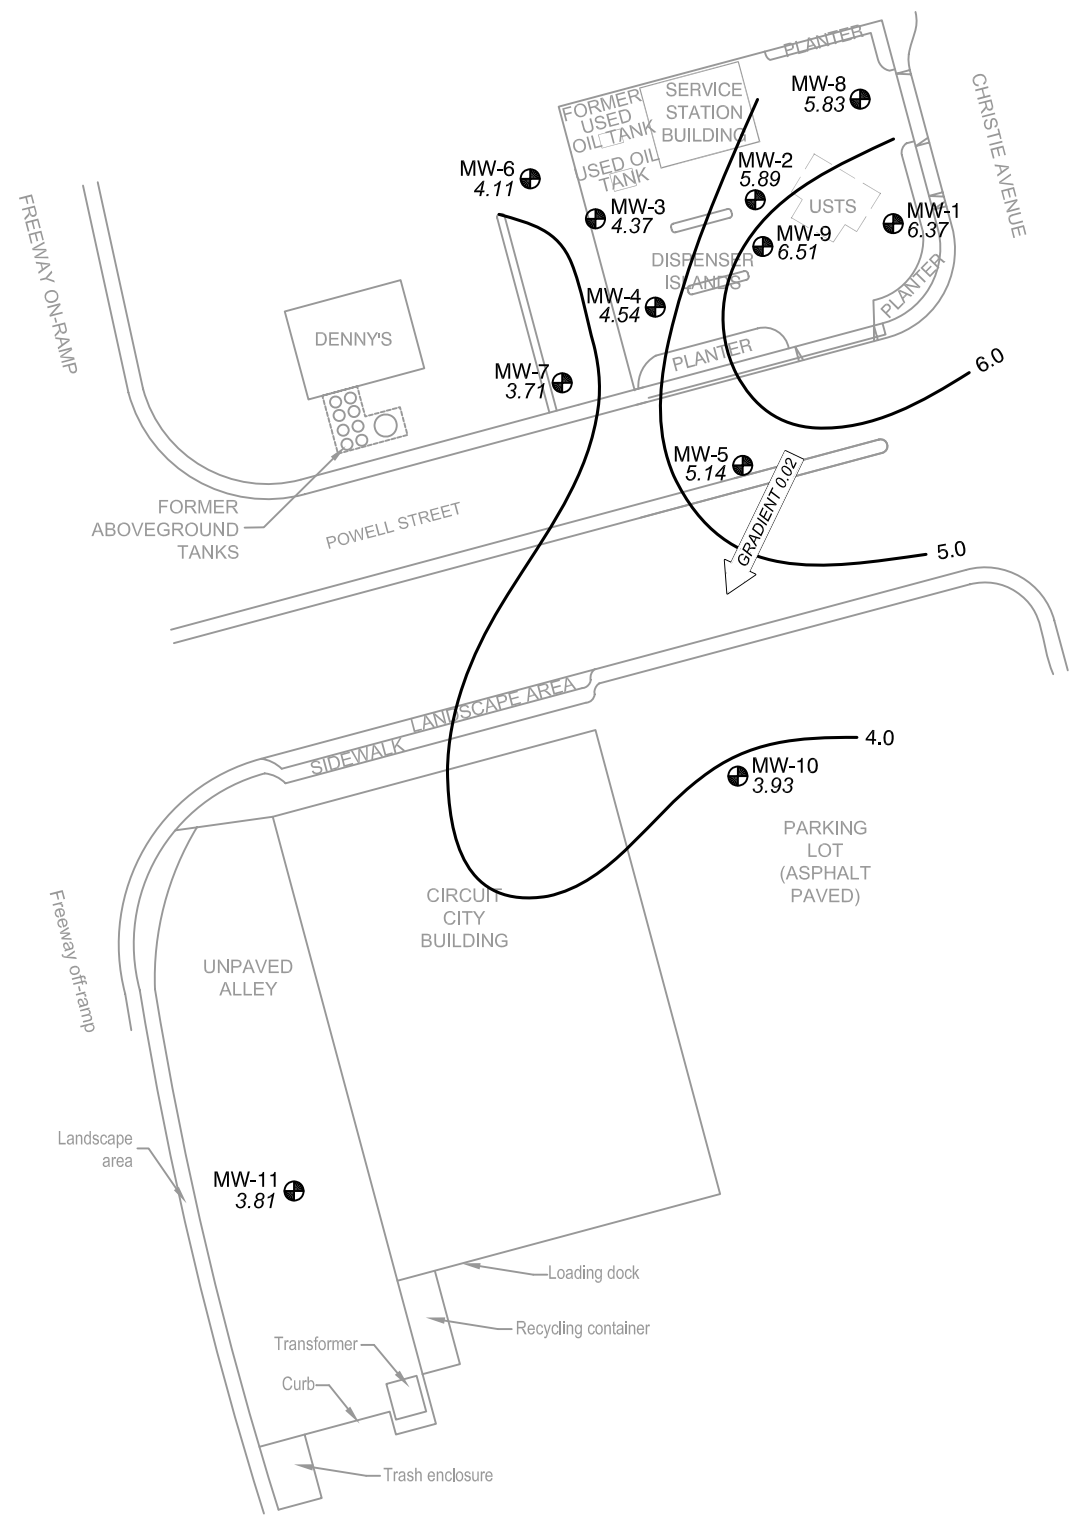 PLANTER
MW-8
5.83
CHRISTIE AVENUE
SERVICE
STATION
BUILDING
FORMER
USED
OIL TANK
USED OIL
TANK
MW-6
4.11
MW-2
5.89
USTS
MW-3
4.37
MW-1
6.37
MW-9
6.51
DISPENSER
ISLANDS
FREEWAY ON-RAMP
PLANTER
MW-4
4.54
DENNY'S
PLANTER
6.0
MW-7
3.71
MW-5
5.14
GRADIENT 0.02
FORMER
ABOVEGROUND
TANKS
POWELL STREET
5.0
LANDSCAPE AREA
SIDEWALK
4.0
MW-10
3.93
PARKING
LOT
(ASPHALT
PAVED)
CIRCUIT
CITY
BUILDING
Freeway off-ramp
UNPAVED
ALLEY
Landscape
area
MW-11
3.81
Loading dock
Recycling container
Transformer
Curb
Trash enclosure